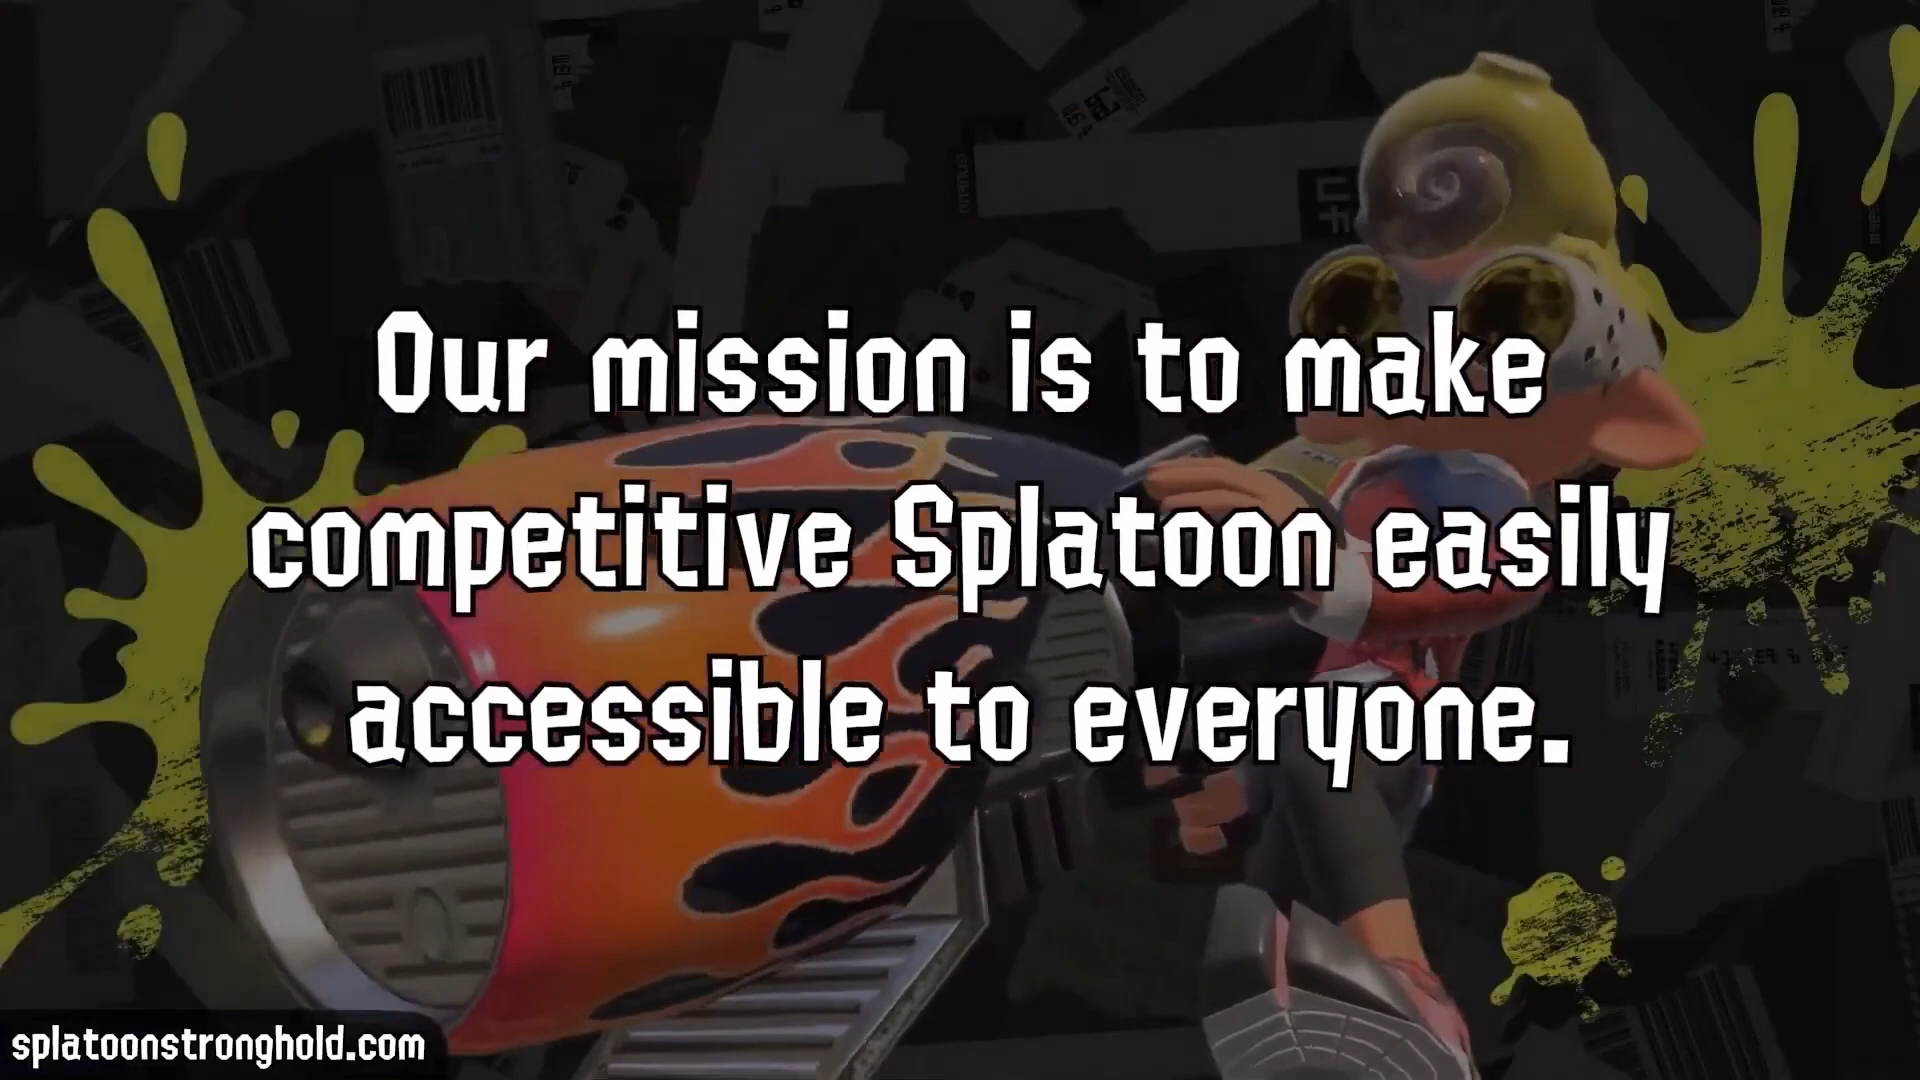 Our mission is to make
competitive Splatoon easily
accessible to everyone.
splatoonstronghold.com